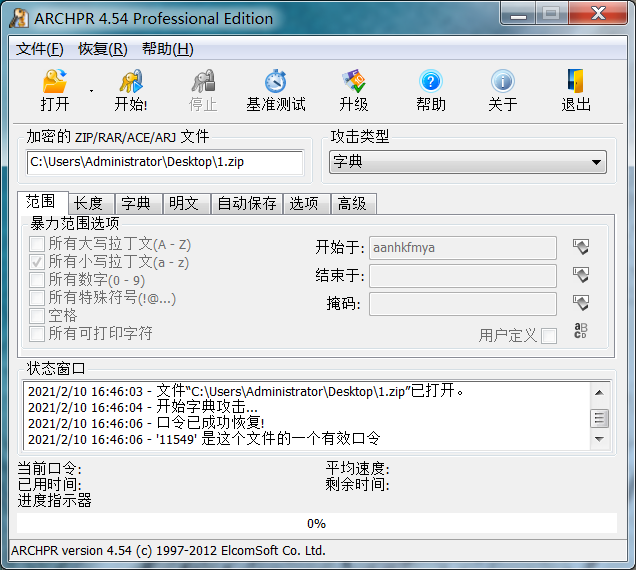 ARCHPR 4.54 Professional Edition
文件(F) 恢复(R) 帮助(H)
打开 开始! 停止 基准测试 升级 帮助 关于 退出
加密的 ZIP/RAR/ACE/ARJ 文件 攻击类型
C:\Users\Administrator\Desktop\1.zip 字典
范围 长度 字典 明文 自动保存 选项 高级
暴力范围选项
所有大写拉丁文(A - Z) 开始于: aanhkfmya
所有小写拉丁文(a - z)
所有数字(0 - 9) 结束于:
所有特殊符号(!@...) 掩码:
空格
所有可打印字符 用户定义
状态窗口
2021/2/10 16:46:03 - 文件“C:\Users\Administrator\Desktop\1.zip”已打开。
2021/2/10 16:46:04 - 开始字典攻击...
2021/2/10 16:46:06 - 口令已成功恢复!
2021/2/10 16:46:06 - '11549' 是这个文件的一个有效口令
当前口令: 平均速度:
已用时间: 剩余时间:
进度指示器
0%
ARCHPR version 4.54 (c) 1997-2012 ElcomSoft Co. Ltd.